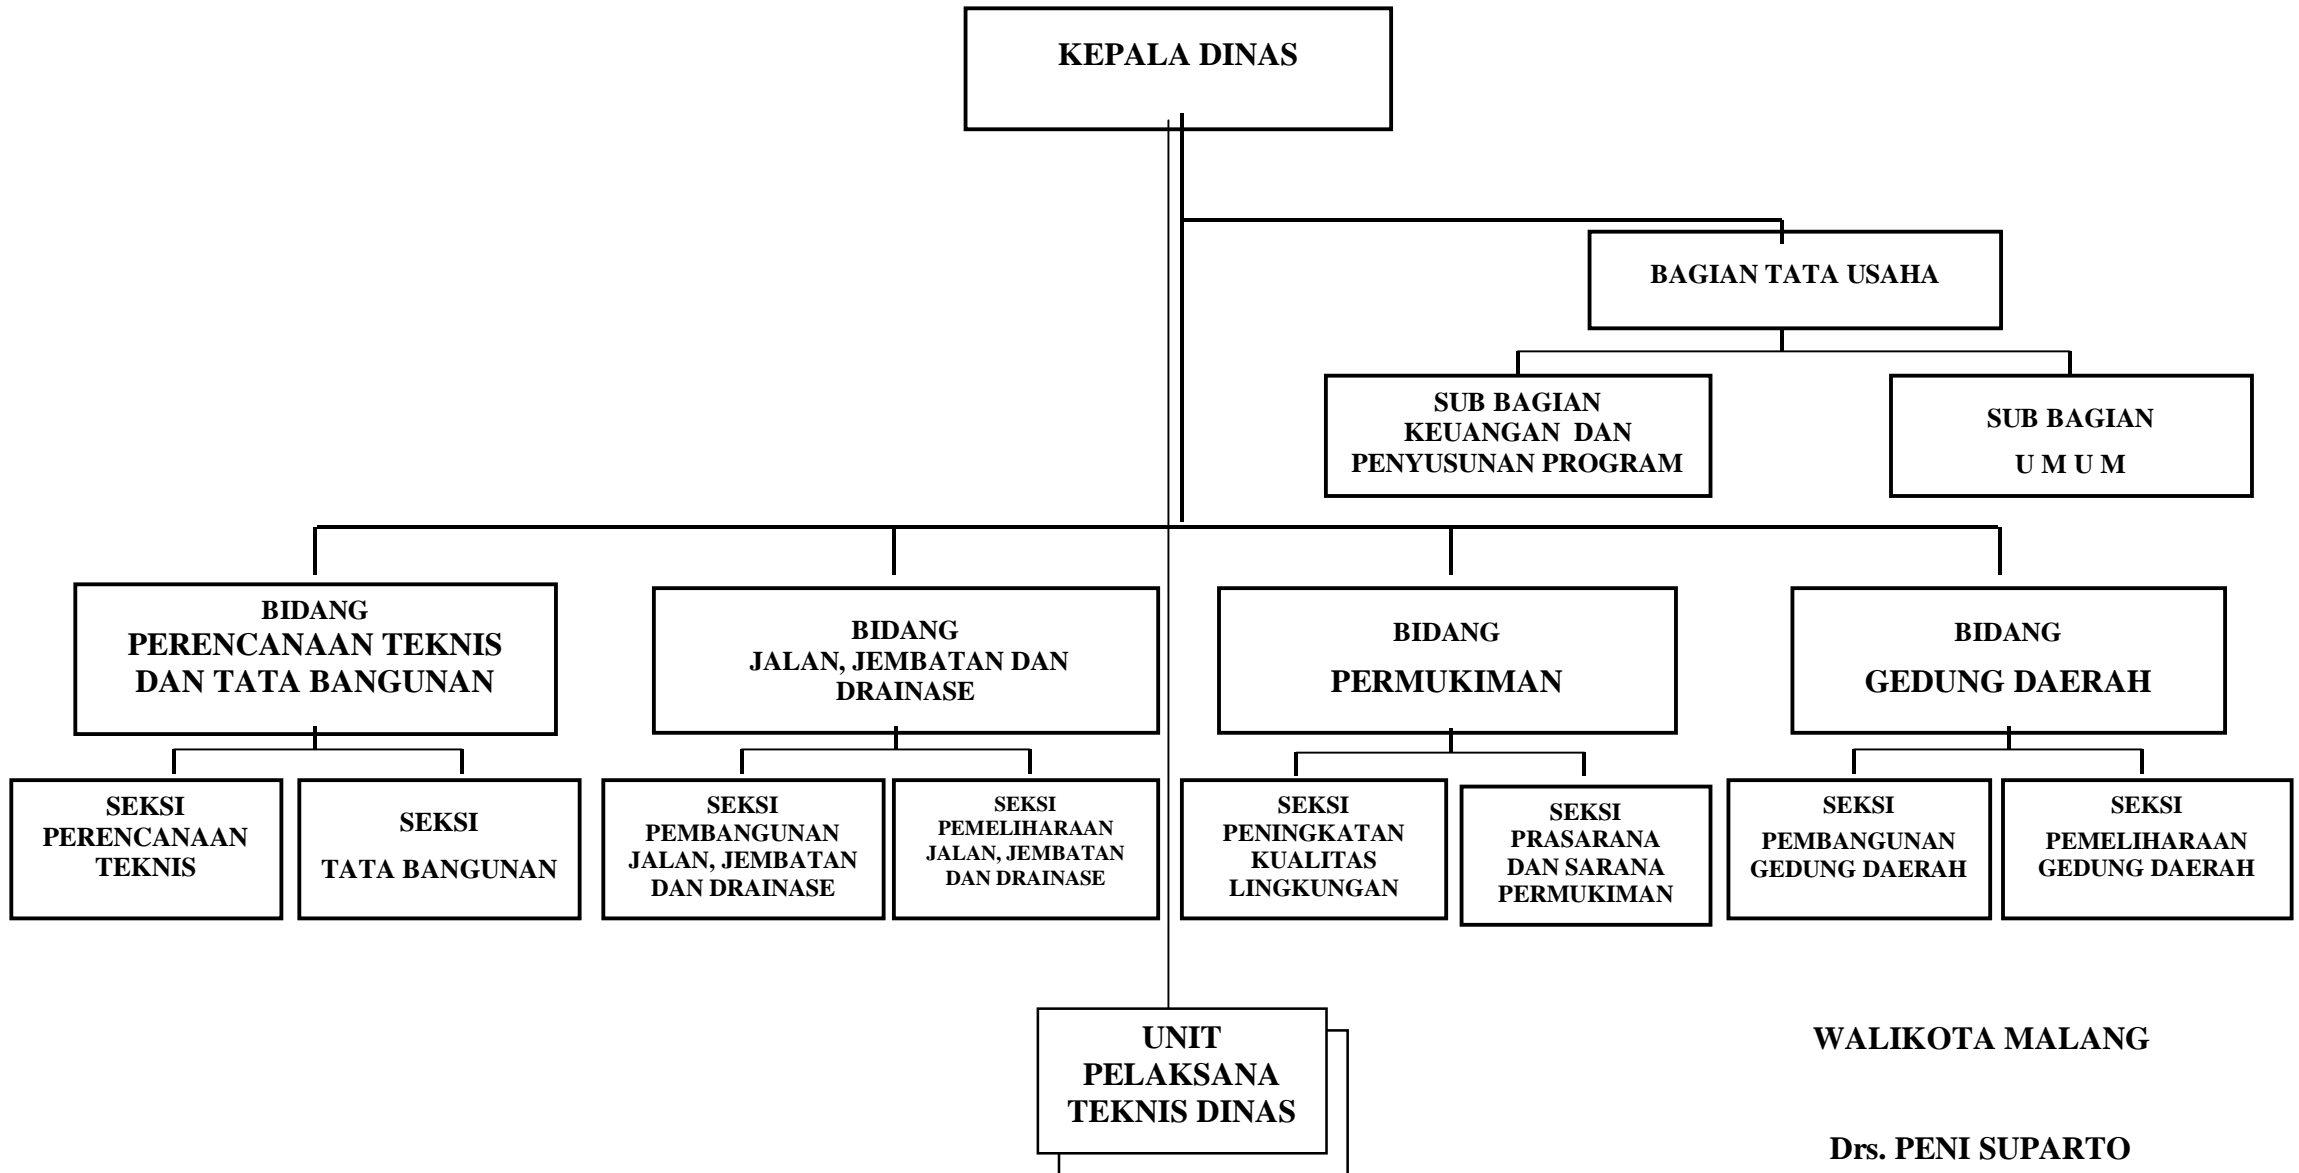 KEPALA DINAS
BAGIAN TATA USAHA
SUB BAGIAN
KEUANGAN DAN
PENYUSUNAN PROGRAM
SUB BAGIAN
U M U M
BIDANG
PERENCANAAN TEKNIS
DAN TATA BANGUNAN
BIDANG
JALAN, JEMBATAN DAN
DRAINASE
BIDANG
PERMUKIMAN
BIDANG
GEDUNG DAERAH
SEKSI
PERENCANAAN
TEKNIS
SEKSI
TATA BANGUNAN
SEKSI
PEMBANGUNAN
JALAN, JEMBATAN
DAN DRAINASE
SEKSI
PEMELIHARAAN
JALAN, JEMBATAN
DAN DRAINASE
SEKSI
PENINGKATAN
KUALITAS
LINGKUNGAN
SEKSI
PRASARANA
DAN SARANA
PERMUKIMAN
SEKSI
PEMBANGUNAN
GEDUNG DAERAH
SEKSI
PEMELIHARAAN
GEDUNG DAERAH
UNIT
PELAKSANA
TEKNIS DINAS
WALIKOTA MALANG
Drs. PENI SUPARTO